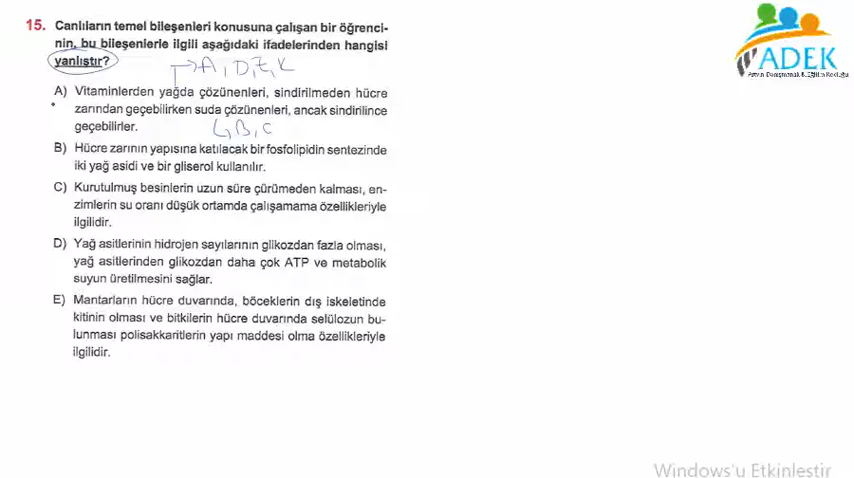 15. Canlıların temel bileşenleri konusuna çalışan bir öğrenci-
nin, bu bileşenlerle ilgili aşağıdaki ifadelerinden hangisi
yanlıştır?
→A, D, E, K
A) Vitaminlerden yağda çözünenleri, sindirilmeden hücre
zarından geçebilirken suda çözünenleri, ancak sindirilince
geçebilirler.
↳B, C
B) Hücre zarının yapısına katılacak bir fosfolipidin sentezinde
iki yağ asidi ve bir gliserol kullanılır.
C) Kurutulmuş besinlerin uzun süre çürümeden kalması, en-
zimlerin su oranı düşük ortamda çalışamama özellikleriyle
ilgilidir.
D) Yağ asitlerinin hidrojen sayılarının glikozdan fazla olması,
yağ asitlerinden glikozdan daha çok ATP ve metabolik
suyun üretilmesini sağlar.
E) Mantarların hücre duvarında, böceklerin dış iskeletinde
kitinin olması ve bitkilerin hücre duvarında selülozun bu-
lunması polisakkaritlerin yapı maddesi olma özellikleriyle
ilgilidir.
ADEK
Windows'u Etkinleştir